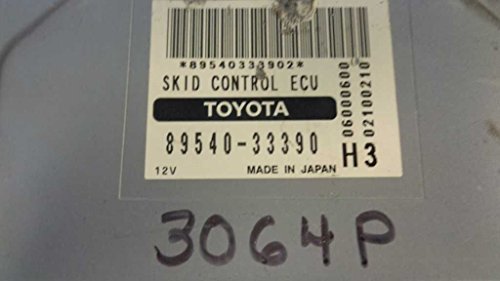 *89540333902*
SKID CONTROL ECU
TOYOTA
89540-33390
12V MADE IN JAPAN H3
06000600
02100210
3064P